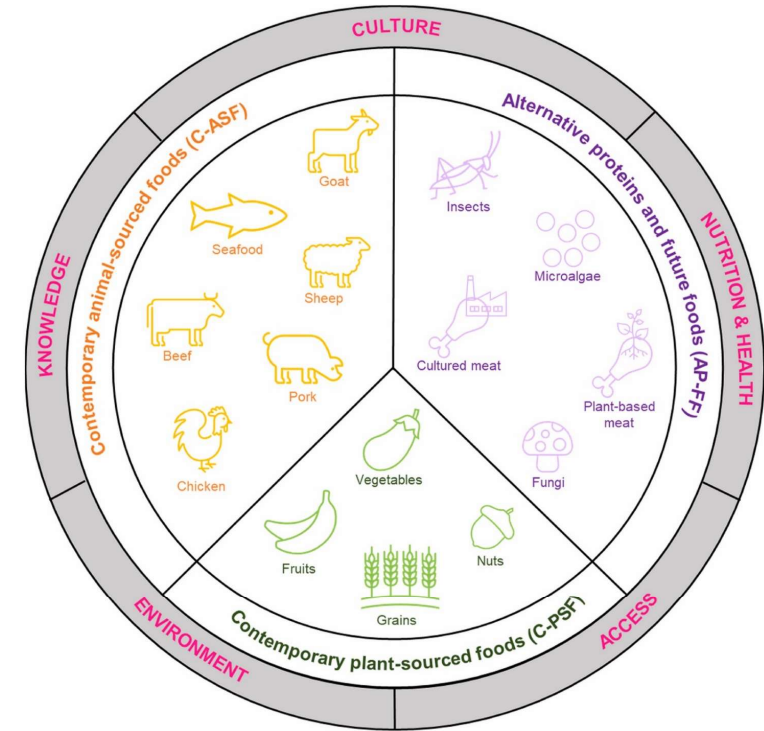 CULTURE
KNOWLEDGE
NUTRITION & HEALTH
ENVIRONMENT
ACCESS
Contemporary animal-sourced foods (C-ASF)
Goat
Seafood
Sheep
Beef
Pork
Chicken
Alternative proteins and future foods (AP-FF)
Insects
Microalgae
Cultured meat
Plant-based
meat
Fungi
Vegetables
Fruits
Nuts
Grains
Contemporary plant-sourced foods (C-PSF)